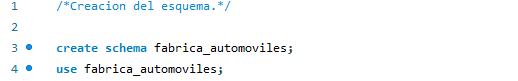 1 /*Creacion del esquema.*/
2
3 create schema fabrica_automoviles;
4 use fabrica_automoviles;